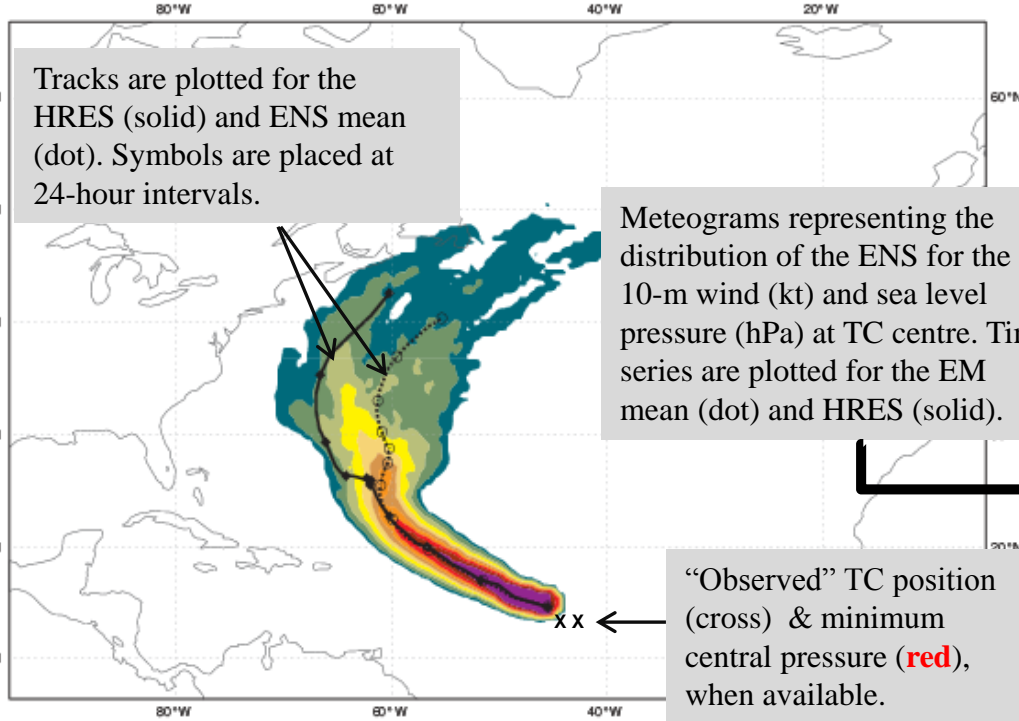 80°W 60°W 40°W 20°W
Tracks are plotted for the
HRES (solid) and ENS mean
(dot). Symbols are placed at
24-hour intervals.
60°N
Meteograms representing the
distribution of the ENS for the
10-m wind (kt) and sea level
pressure (hPa) at TC centre.
series are plotted for the EM
mean (dot) and HRES (solid).
20°N
“Observed” TC position
(cross) & minimum
central pressure (red),
when available.
X X
80°W 60°W 40°W 20°W